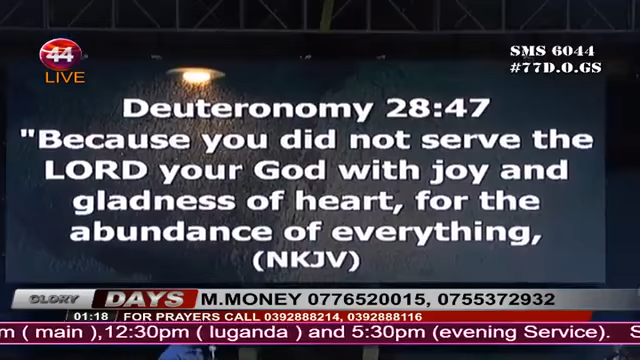 44
LIVE
SMS 6044
#77D.O.GS
Deuteronomy 28:47
"Because you did not serve the
LORD your God with joy and
gladness of heart, for the
abundance of everything,
(NKJV)
GLORY DAYS M.MONEY 0776520015, 0755372932
01:18 FOR PRAYERS CALL 0392888214, 0392888116
m ( main ),12:30pm ( luganda ) and 5:30pm (evening Service). S